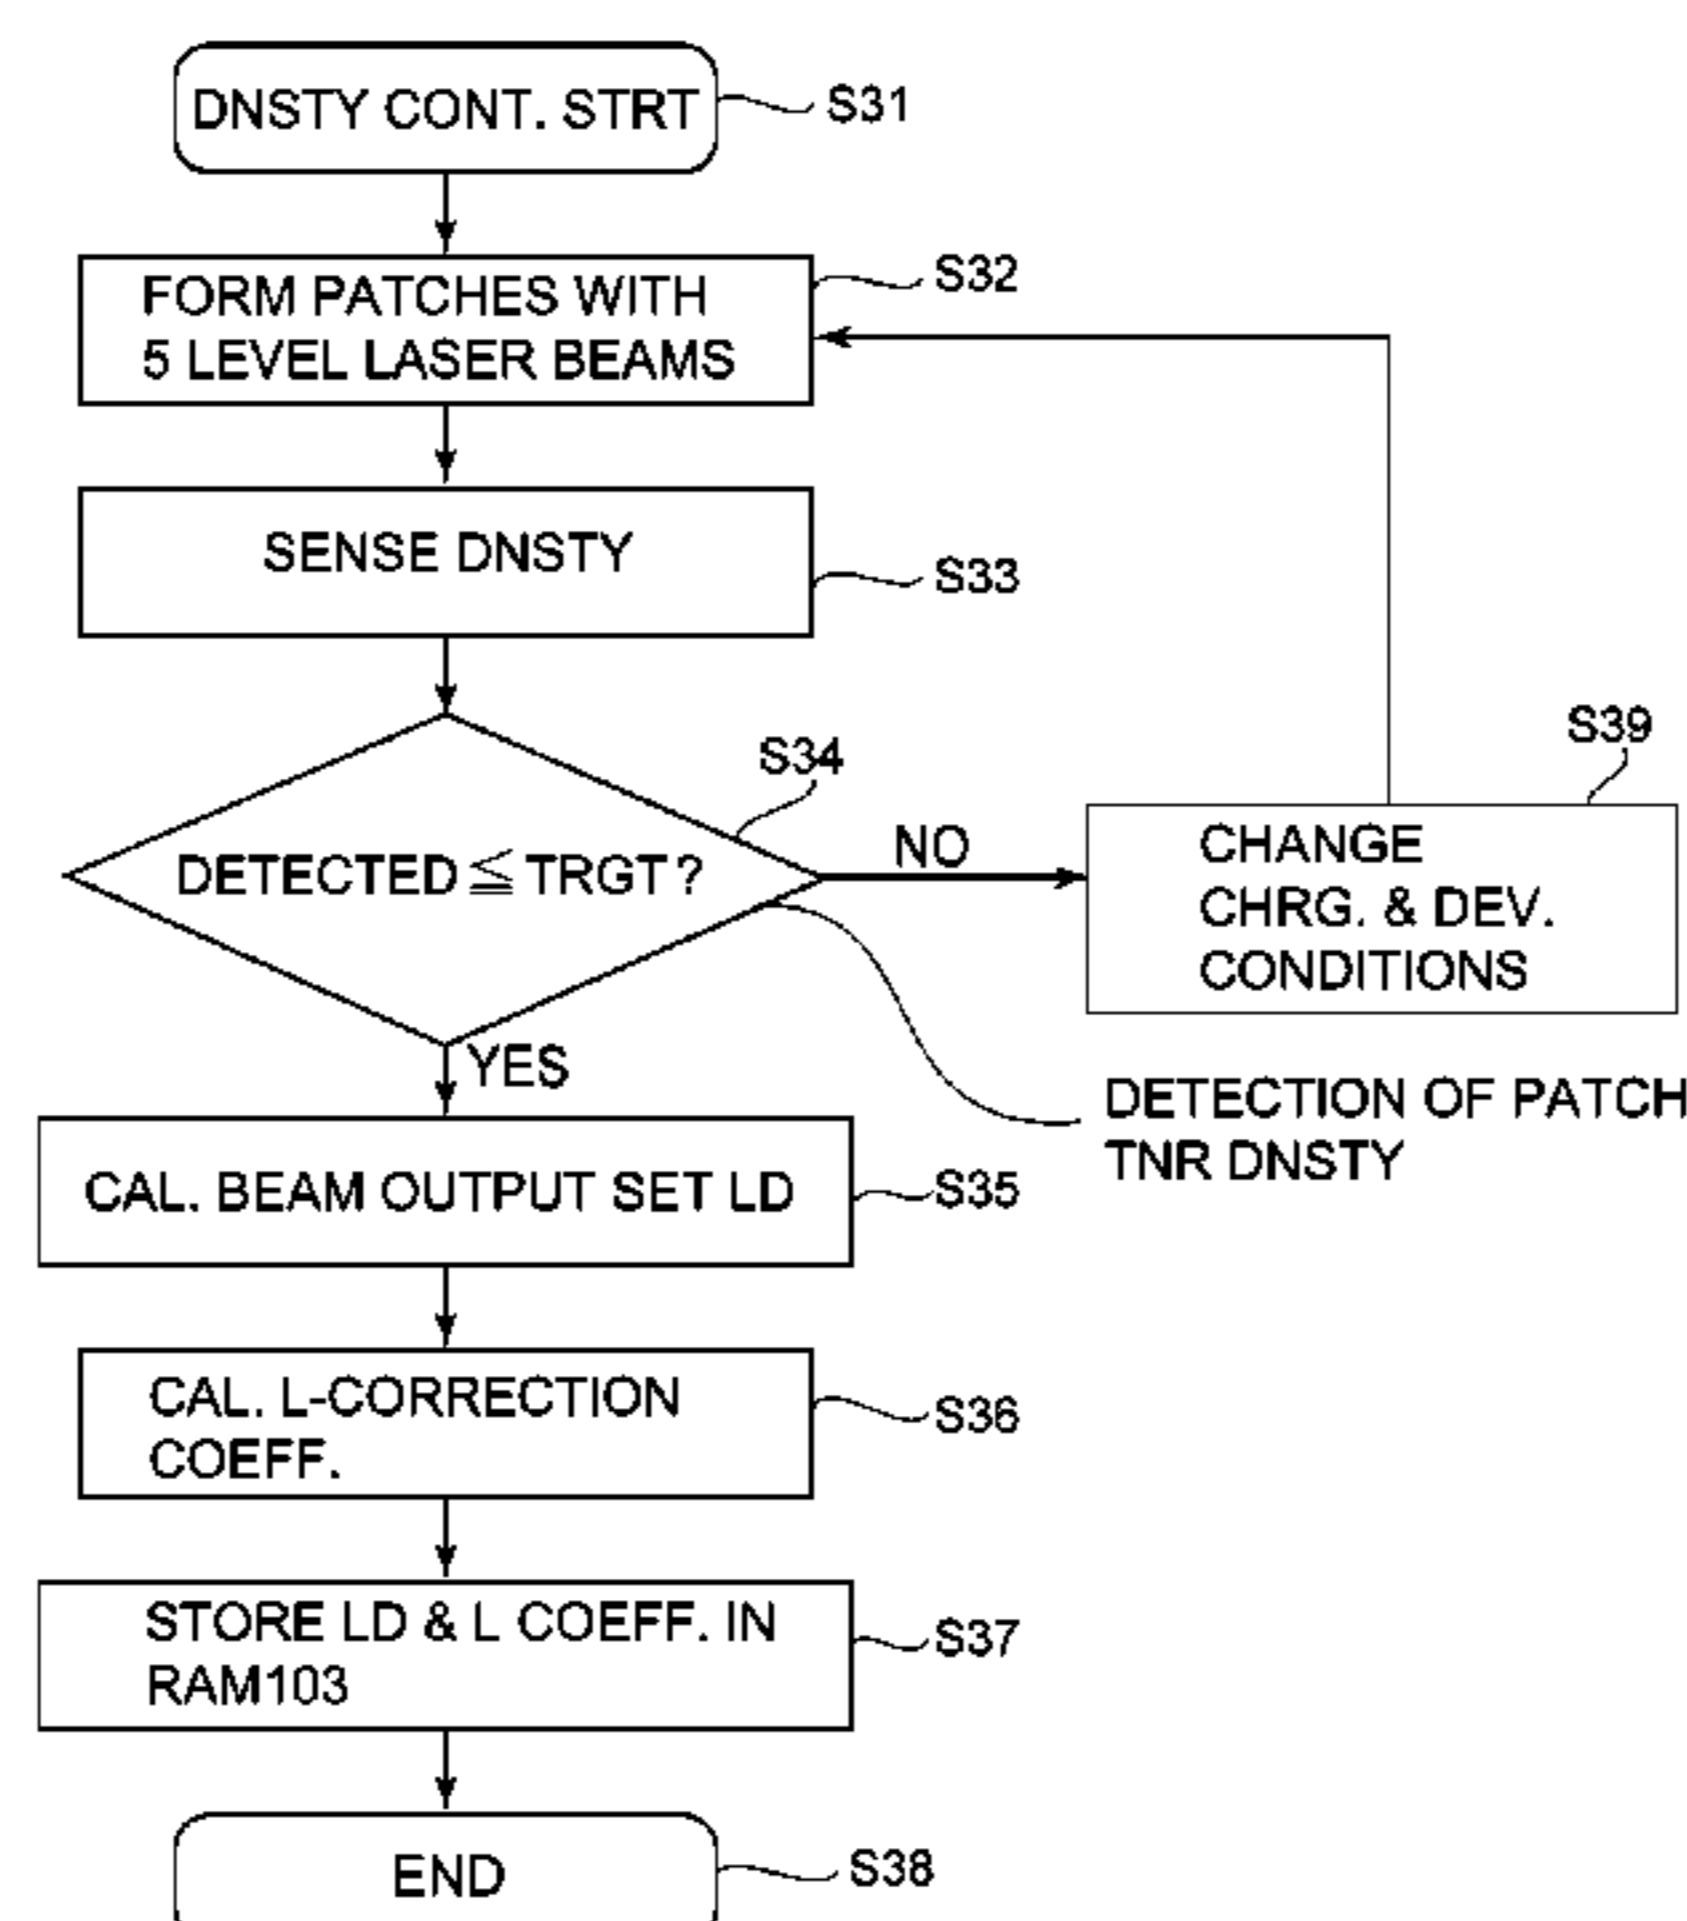 DNSTY CONT. STRT
S31
FORM PATCHES WITH
5 LEVEL LASER BEAMS
S32
SENSE DNSTY
S33
S34
DETECTED ≦ TRGT ?
NO
S39
CHANGE
CHRG. & DEV.
CONDITIONS
YES
DETECTION OF PATCH
TNR DNSTY
CAL. BEAM OUTPUT SET LD
S35
CAL. L-CORRECTION
COEFF.
S36
STORE LD & L COEFF. IN
RAM103
S37
END
S38